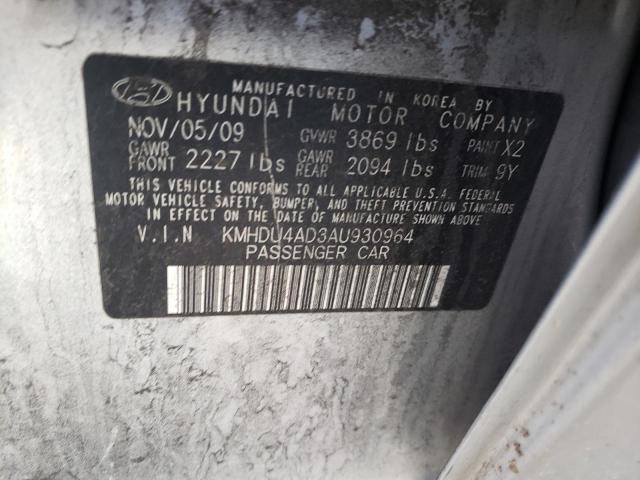 MANUFACTURED IN KOREA BY
HYUNDAI MOTOR COMPANY
NOV/05/09 GVWR 3869 lbs PAINT X2
GAWR FRONT 2227 lbs GAWR REAR 2094 lbs TRIM 9Y
THIS VEHICLE CONFORMS TO ALL APPLICABLE U.S.A. FEDERAL
MOTOR VEHICLE SAFETY, BUMPER, AND THEFT PREVENTION STANDARDS
IN EFFECT ON THE DATE OF MANUFACTURE SHOWN ABOVE
V.I.N KMHDU4AD3AU930964
PASSENGER CAR